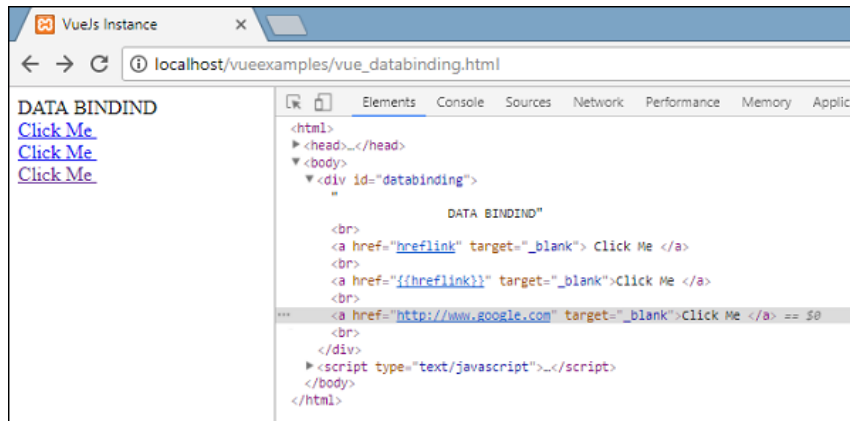 VueJs Instance
localhost/vueexamples/vue_databinding.html
DATA BINDIND
Click Me
Click Me
Click Me
Elements Console Sources Network Performance Memory Applic
<html>
<head>…</head>
<body>
<div id="databinding">
"
DATA BINDIND"
<br>
<a href="hreflink" target="_blank"> Click Me </a>
<br>
<a href="{{hreflink}}" target="_blank">Click Me </a>
<br>
... <a href="http://www.google.com" target="_blank">Click Me </a> == $0
<br>
</div>
<script type="text/javascript">…</script>
</body>
</html>